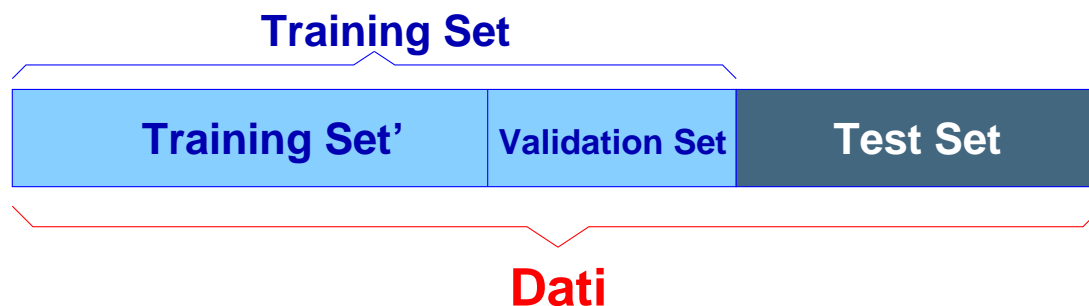 Training Set
Training Set’ Validation Set Test Set
Dati